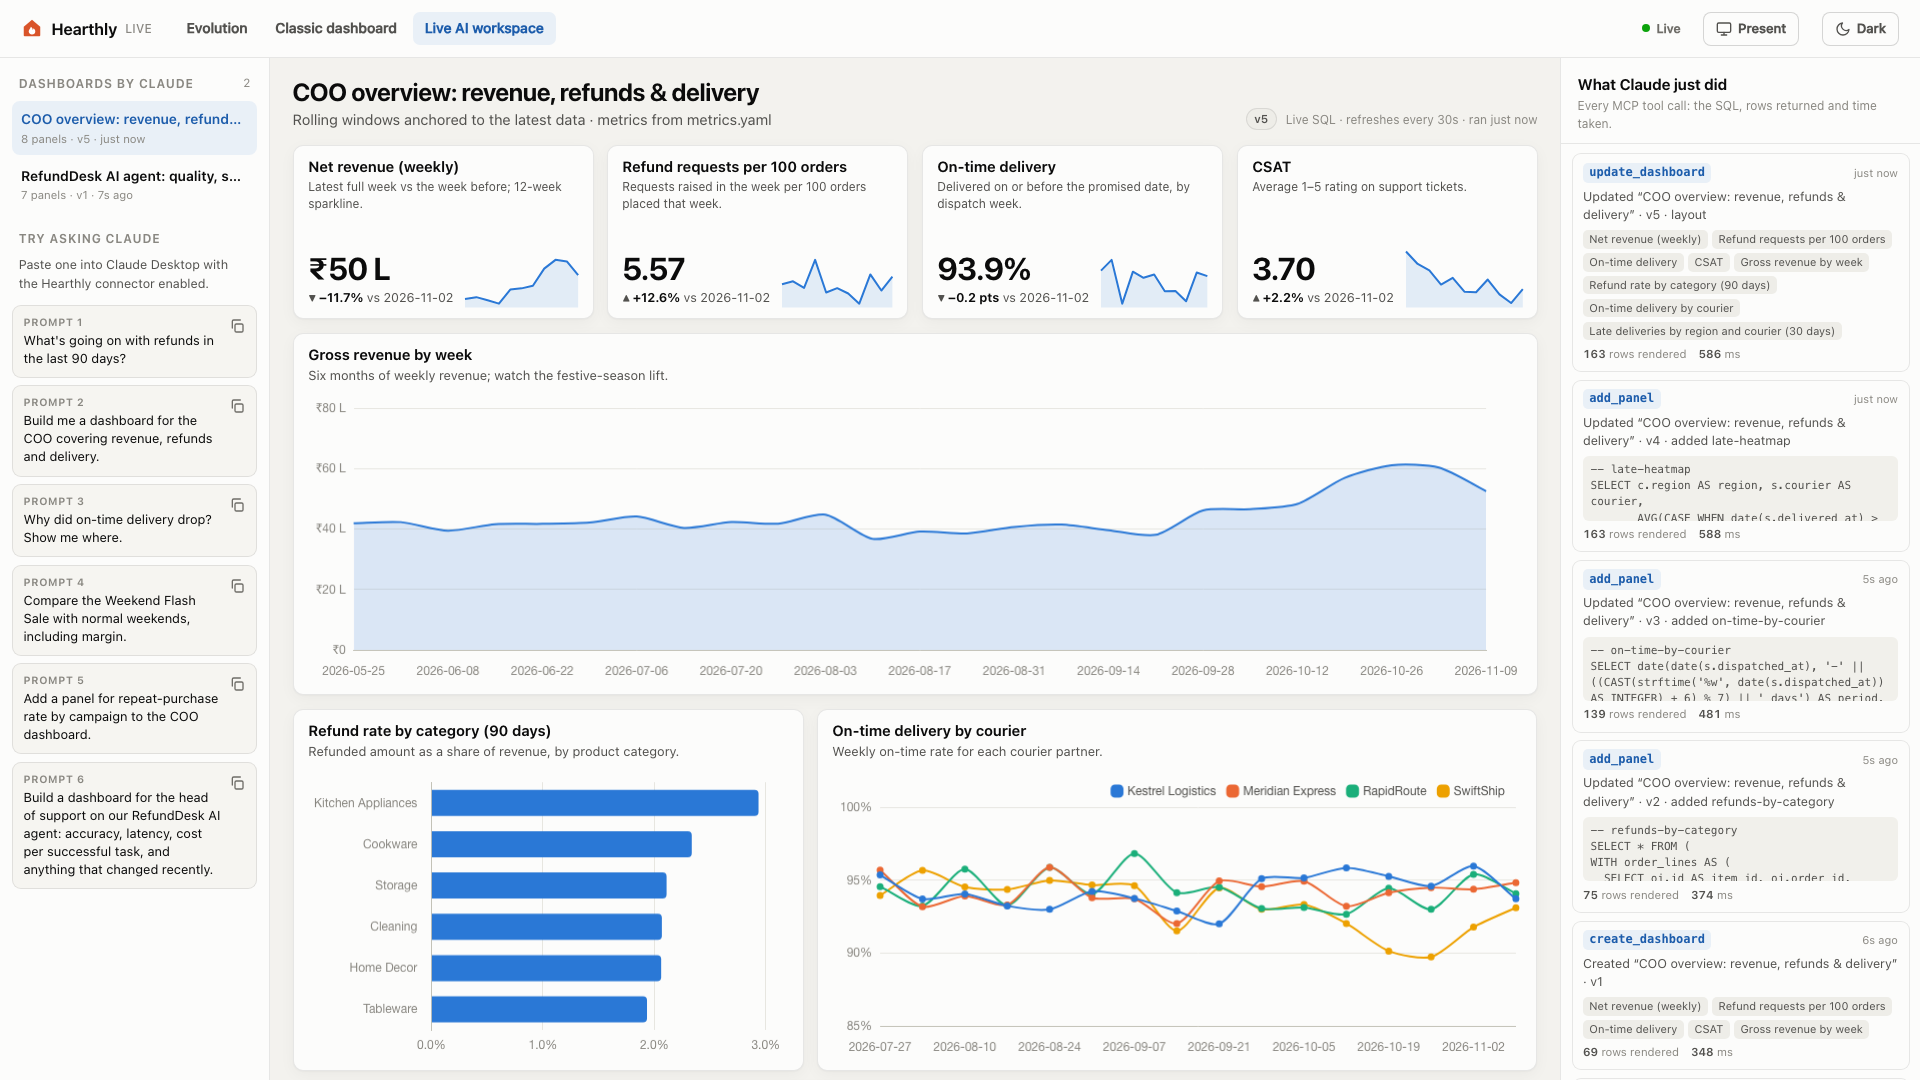 Hearthly LIVE
Evolution
Classic dashboard
Live AI workspace
Live
Present
Dark
DASHBOARDS BY CLAUDE 2
COO overview: revenue, refund...
8 panels · v5 · just now
RefundDesk AI agent: quality, s...
7 panels · v1 · 7s ago
TRY ASKING CLAUDE
Paste one into Claude Desktop with
the Hearthly connector enabled.
PROMPT 1
What's going on with refunds in
the last 90 days?
PROMPT 2
Build me a dashboard for the
COO covering revenue, refunds
and delivery.
PROMPT 3
Why did on-time delivery drop?
Show me where.
PROMPT 4
Compare the Weekend Flash
Sale with normal weekends,
including margin.
PROMPT 5
Add a panel for repeat-purchase
rate by campaign to the COO
dashboard.
PROMPT 6
Build a dashboard for the head
of support on our RefundDesk AI
agent: accuracy, latency, cost
per successful task, and
anything that changed recently.
COO overview: revenue, refunds & delivery
Rolling windows anchored to the latest data · metrics from metrics.yaml
v5 Live SQL · refreshes every 30s · ran just now
Net revenue (weekly)
Latest full week vs the week before; 12-week
sparkline.
₹50 L
▾ −11.7% vs 2026-11-02
Refund requests per 100 orders
Requests raised in the week per 100 orders
placed that week.
5.57
▴ +12.6% vs 2026-11-02
On-time delivery
Delivered on or before the promised date, by
dispatch week.
93.9%
▾ −0.2 pts vs 2026-11-02
CSAT
Average 1–5 rating on support tickets.
3.70
▴ +2.2% vs 2026-11-02
Gross revenue by week
Six months of weekly revenue; watch the festive-season lift.
₹80 L
₹60 L
₹40 L
₹20 L
₹0
2026-05-25 2026-06-08 2026-06-22 2026-07-06 2026-07-20 2026-08-03 2026-08-17 2026-08-31 2026-09-14 2026-09-28 2026-10-12 2026-10-26 2026-11-09
Refund rate by category (90 days)
Refunded amount as a share of revenue, by product category.
Kitchen Appliances
Cookware
Storage
Cleaning
Home Decor
Tableware
0.0% 1.0% 2.0% 3.0%
On-time delivery by courier
Weekly on-time rate for each courier partner.
Kestrel Logistics Meridian Express RapidRoute SwiftShip
100%
95%
90%
85%
2026-07-27 2026-08-10 2026-08-24 2026-09-07 2026-09-21 2026-10-05 2026-10-19 2026-11-02
What Claude just did
Every MCP tool call: the SQL, rows returned and time
taken.
update_dashboard just now
Updated “COO overview: revenue, refunds &
delivery” · v5 · layout
Net revenue (weekly) Refund requests per 100 orders
On-time delivery CSAT Gross revenue by week
Refund rate by category (90 days)
On-time delivery by courier
Late deliveries by region and courier (30 days)
163 rows rendered 586 ms
add_panel just now
Updated “COO overview: revenue, refunds &
delivery” · v4 · added late-heatmap
-- late-heatmap
SELECT c.region AS region, s.courier AS
courier,
AVG(CASE WHEN date(s.delivered_at) >
163 rows rendered 588 ms
add_panel 5s ago
Updated “COO overview: revenue, refunds &
delivery” · v3 · added on-time-by-courier
-- on-time-by-courier
SELECT date(date(s.dispatched_at), '-' ||
((CAST(strftime('%w', date(s.dispatched_at))
AS INTEGER) + 6) % 7) || ' days') AS period,
139 rows rendered 481 ms
add_panel 5s ago
Updated “COO overview: revenue, refunds &
delivery” · v2 · added refunds-by-category
-- refunds-by-category
SELECT * FROM (
WITH order_lines AS (
SELECT oi.id AS item_id, oi.order_id,
75 rows rendered 374 ms
create_dashboard 6s ago
Created “COO overview: revenue, refunds & delivery”
· v1
Net revenue (weekly) Refund requests per 100 orders
On-time delivery CSAT Gross revenue by week
69 rows rendered 348 ms